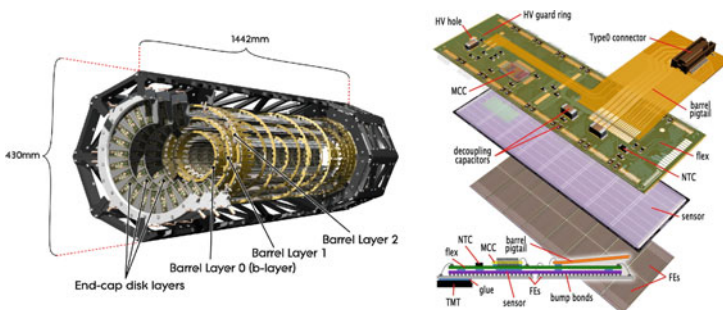 1442mm
430mm
Barrel Layer 2
Barrel Layer 1
Barrel Layer 0 (b-layer)
End-cap disk layers
HV hole
HV guard ring
Type0 connector
MCC
barrel
pigtail
decoupling
capacitors
flex
NTC
sensor
barrel
pigtail
MCC
NTC
flex
FEs
glue
TMT
sensor
FEs
bump bonds
FEs